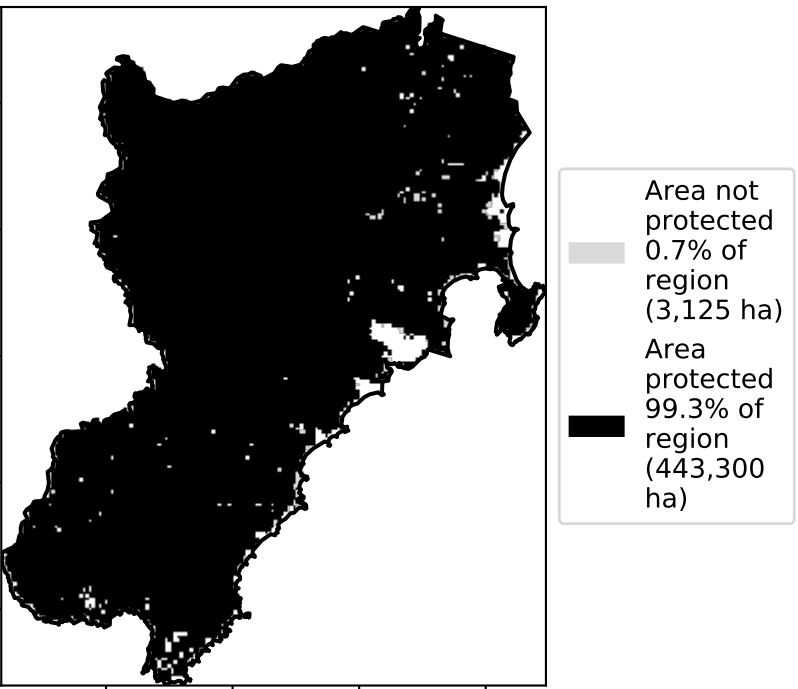 Area not
protected
0.7% of
region
(3,125 ha)
Area
protected
99.3% of
region
(443,300
ha)